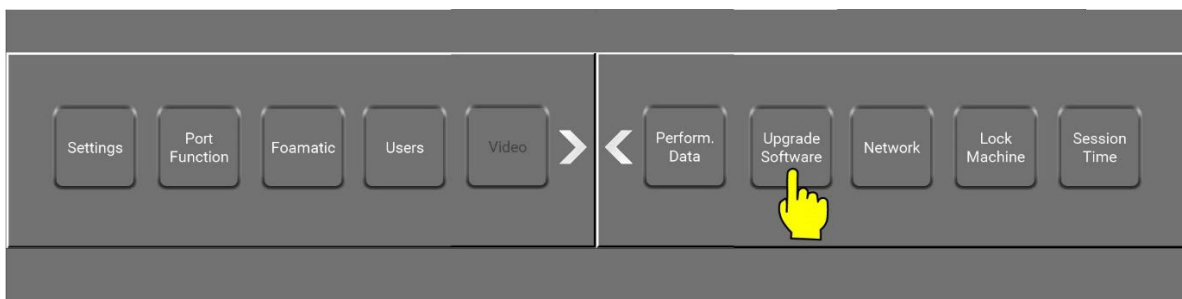 Settings
Port
Function
Foamatic
Users
Video
Perform.
Data
Upgrade
Software
Network
Lock
Machine
Session
Time